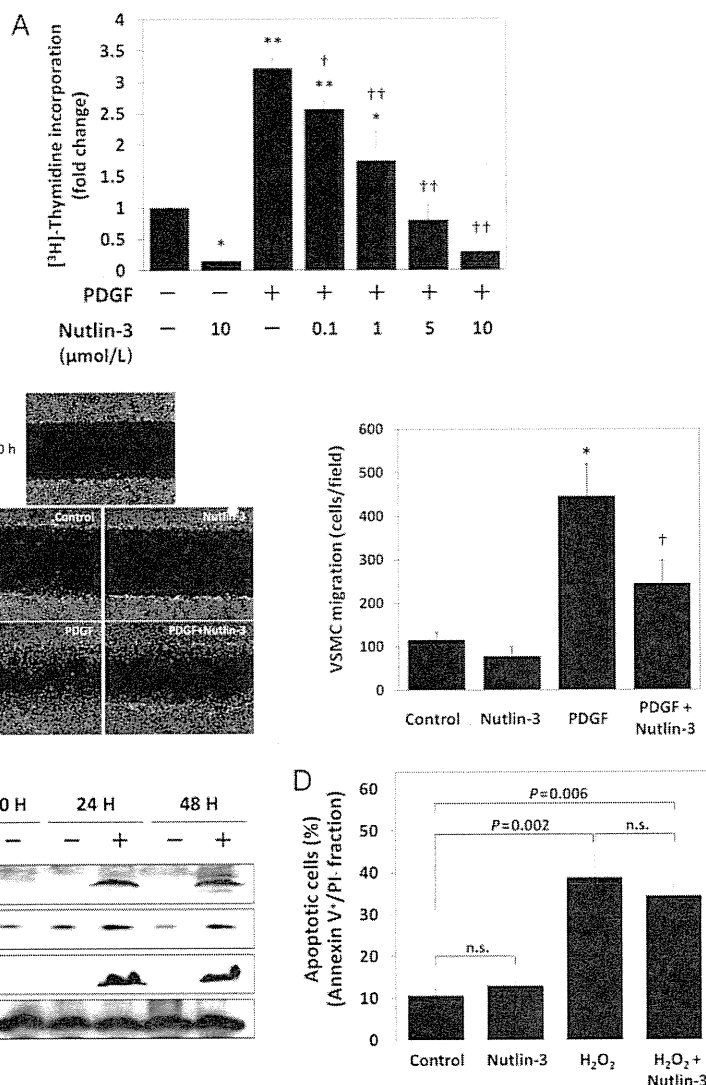 A
[³H]-Thymidine incorporation
(fold change)
4
3.5
3
2.5
2
1.5
1
0.5
0
*
**
†
**
††
*
††
††
PDGF − − + + + + +
Nutlin-3 − 10 − 0.1 1 5 10
(µmol/L)
0 h
Control
Nutlin-3
PDGF
PDGF+Nutlin-3
VSMC migration (cells/field)
600
500
400
300
200
100
0
*
†
Control Nutlin-3 PDGF PDGF +
Nutlin-3
0 H 24 H 48 H
− − + − +
D
Apoptotic cells (%)
(Annexin V⁺/PI⁻ fraction)
60
50
40
30
20
10
0
P=0.006
P=0.002
n.s.
n.s.
Control Nutlin-3 H₂O₂ H₂O₂ +
Nutlin-3